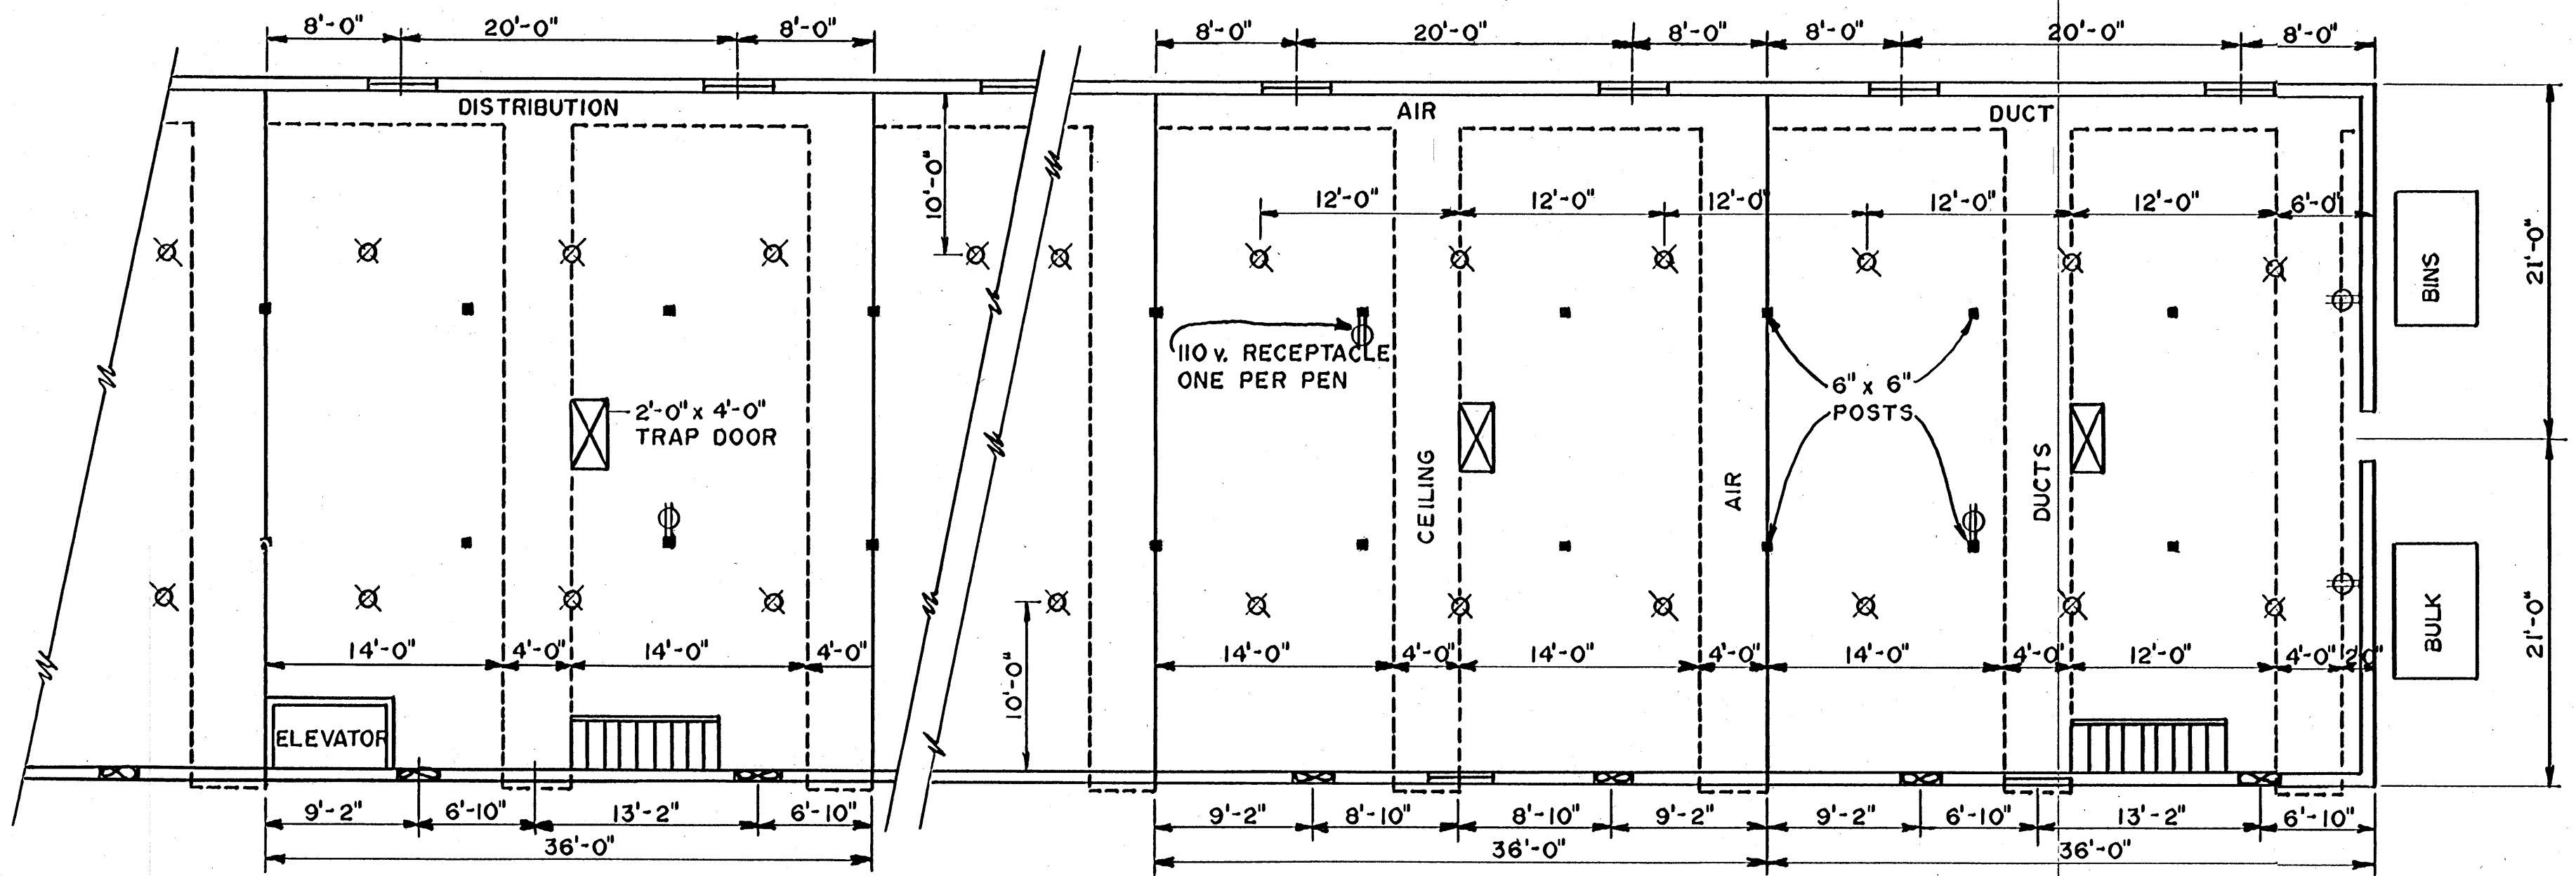 8'-0" 20'-0" 8'-0" 8'-0" 20'-0" 8'-0" 8'-0" 20'-0" 8'-0"
DISTRIBUTION AIR DUCT
10'-0"
12'-0" 12'-0" 12'-0" 12'-0" 12'-0" 6'-0"
21'-0"
BINS
110 v. RECEPTACLE
ONE PER PEN
6" x 6"
POSTS
2'-0" x 4'-0"
TRAP DOOR
CEILING AIR DUCTS
BULK
21'-0"
14'-0" 4'-0" 14'-0" 4'-0" 14'-0" 4'-0" 14'-0" 4'-0" 14'-0" 4'-0" 12'-0" 4'-0" 2'-0"
10'-0"
ELEVATOR
9'-2" 6'-10" 13'-2" 6'-10" 9'-2" 8'-10" 8'-10" 9'-2" 9'-2" 6'-10" 13'-2" 6'-10"
36'-0" 36'-0" 36'-0"